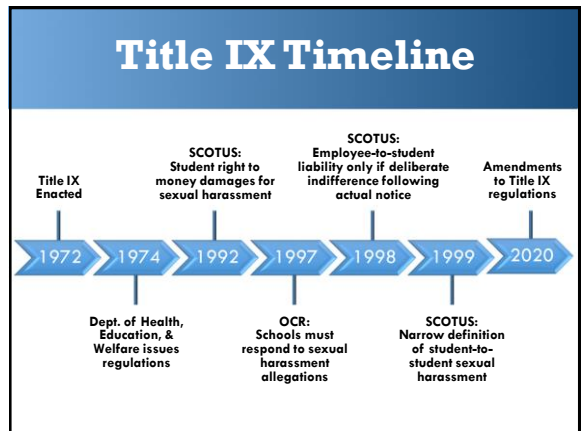 Title IX Timeline
SCOTUS:
Student right to
money damages for
sexual harassment
SCOTUS:
Employee-to-student
liability only if deliberate
indifference following
actual notice
Title IX
Enacted
Amendments
to Title IX
regulations
1972
1974
1992
1997
1998
1999
2020
Dept. of Health,
Education, &
Welfare issues
regulations
OCR:
Schools must
respond to sexual
harassment
allegations
SCOTUS:
Narrow definition
of student-to-
student sexual
harassment